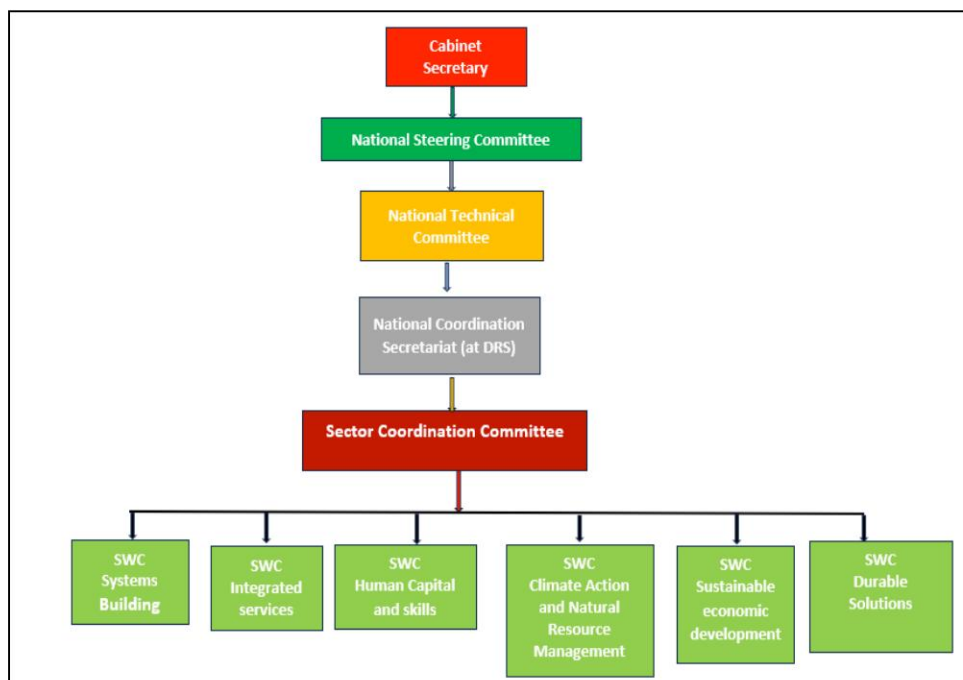 Cabinet
Secretary
National Steering Committee
National Technical
Committee
National Coordination
Secretariat (at DRS)
Sector Coordination Committee
SWC
Systems
Building
SWC
Integrated
services
SWC
Human Capital
and skills
SWC
Climate Action
and Natural
Resource
Management
SWC
Sustainable
economic
development
SWC
Durable
Solutions